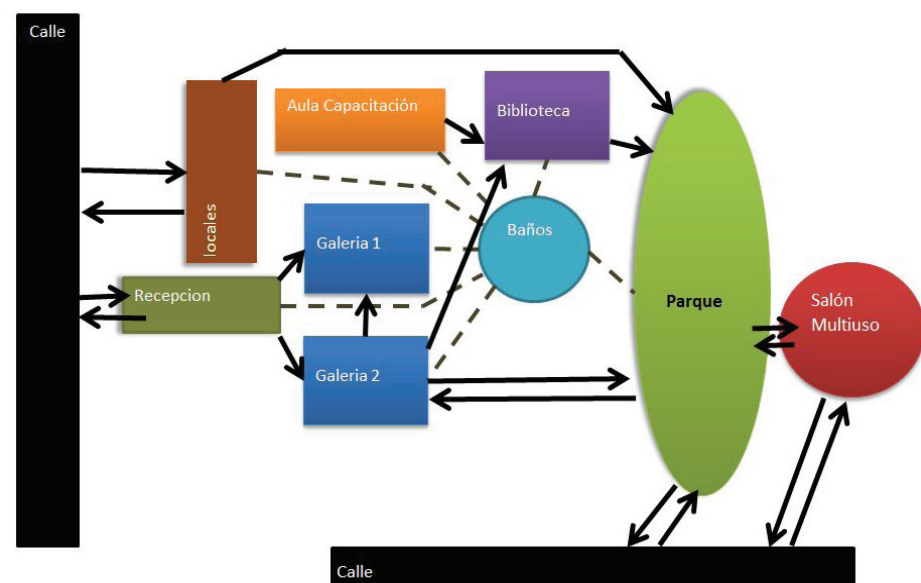 Calle
Aula Capacitación
Biblioteca
locales
Galeria 1
Baños
Recepcion
Parque
Salón
Multiuso
Galeria 2
Calle